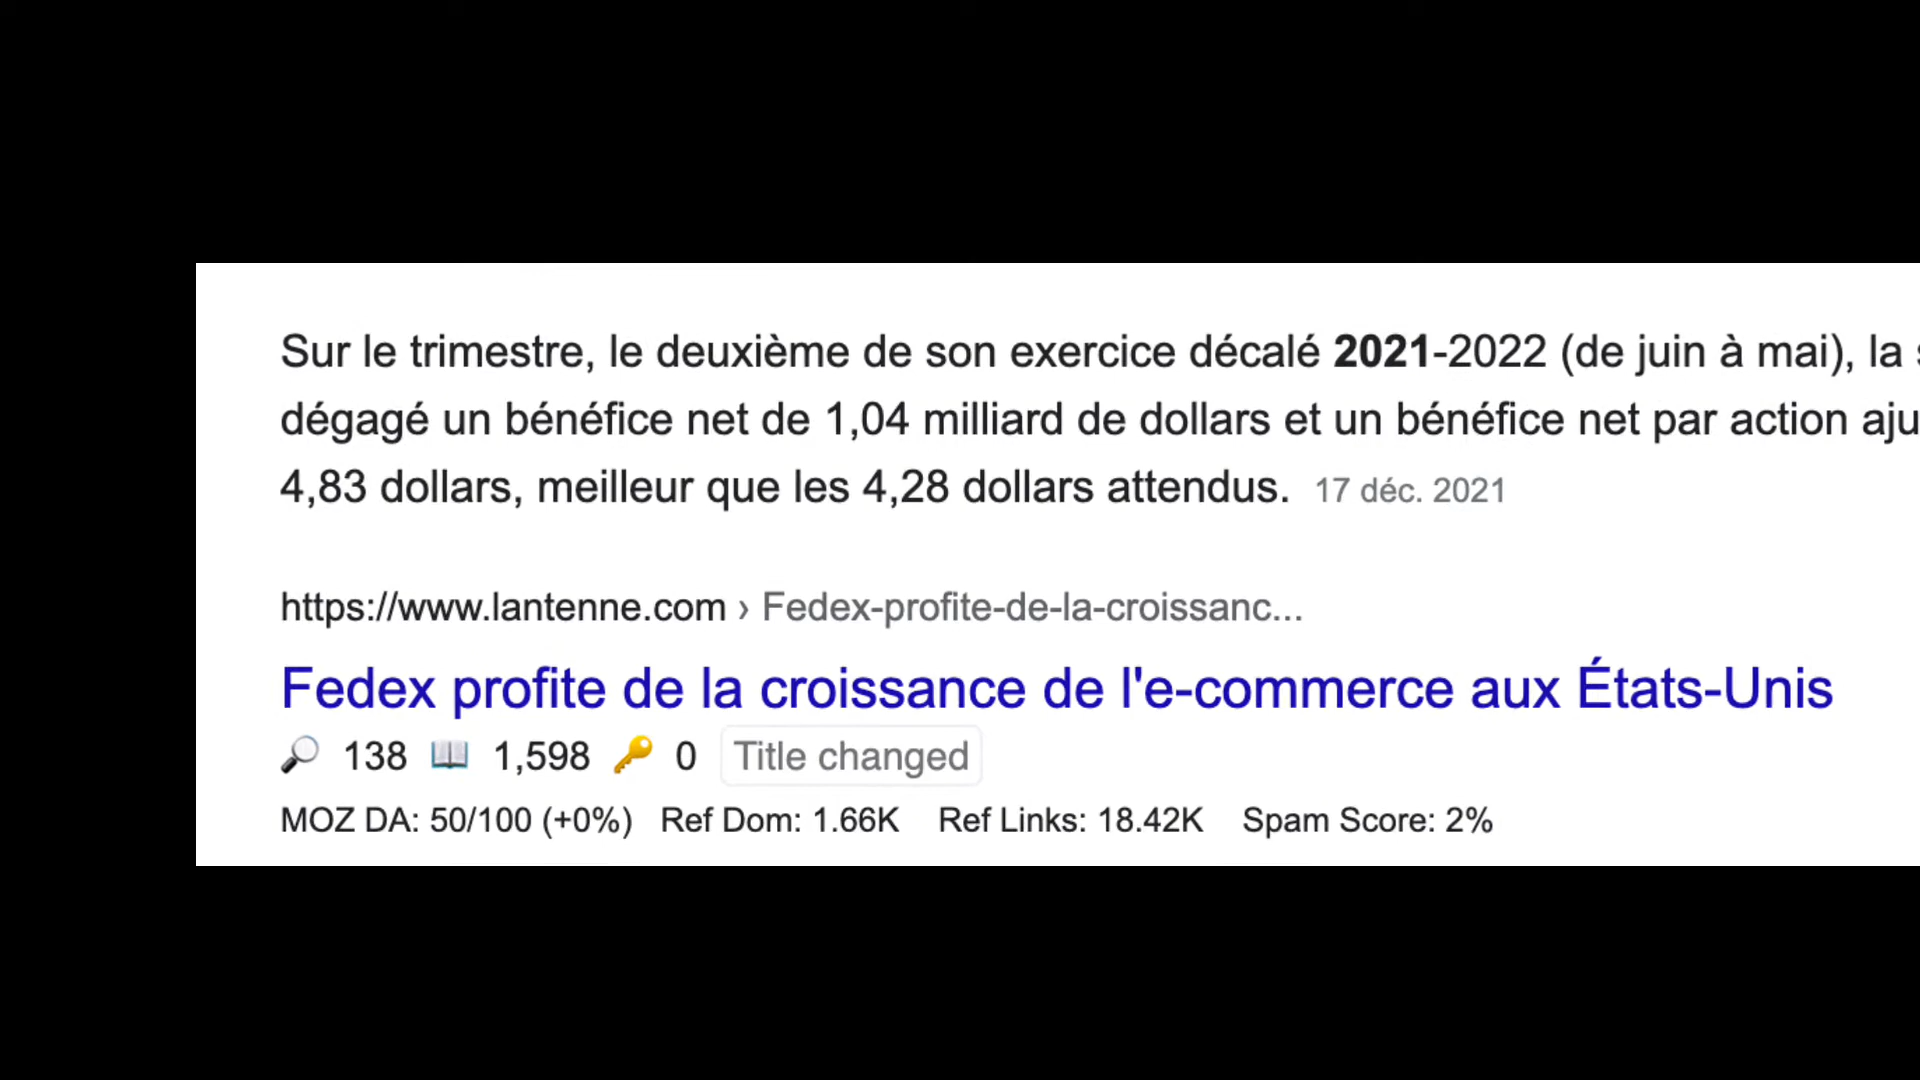 Sur le trimestre, le deuxième de son exercice décalé 2021-2022 (de juin à mai), la
dégagé un bénéfice net de 1,04 milliard de dollars et un bénéfice net par action
4,83 dollars, meilleur que les 4,28 dollars attendus. 17 déc. 2021
https://www.lantenne.com › Fedex-profite-de-la-croissanc...
Fedex profite de la croissance de l'e-commerce aux États-Unis
138 1,598 0 Title changed
MOZ DA: 50/100 (+0%) Ref Dom: 1.66K Ref Links: 18.42K Spam Score: 2%